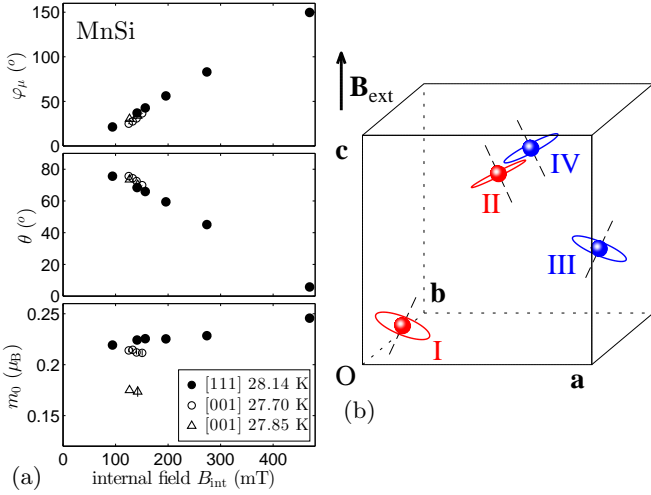 MnSi
φμ (o)
150
100
50
0
θ (o)
80
60
40
20
0
m0 (μB)
0.25
0.2
0.15
[111] 28.14 K
[001] 27.70 K
[001] 27.85 K
0 100 200 300 400
internal field Bint (mT)
(a)
Bext
c
IV
II
III
b
I
O
a
(b)